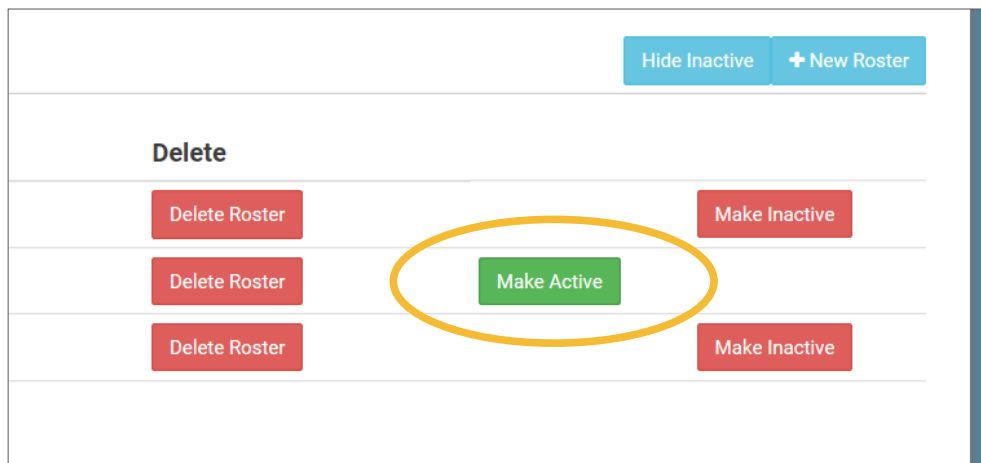 Hide Inactive + New Roster
Delete
Delete Roster Make Inactive
Delete Roster Make Active
Delete Roster Make Inactive